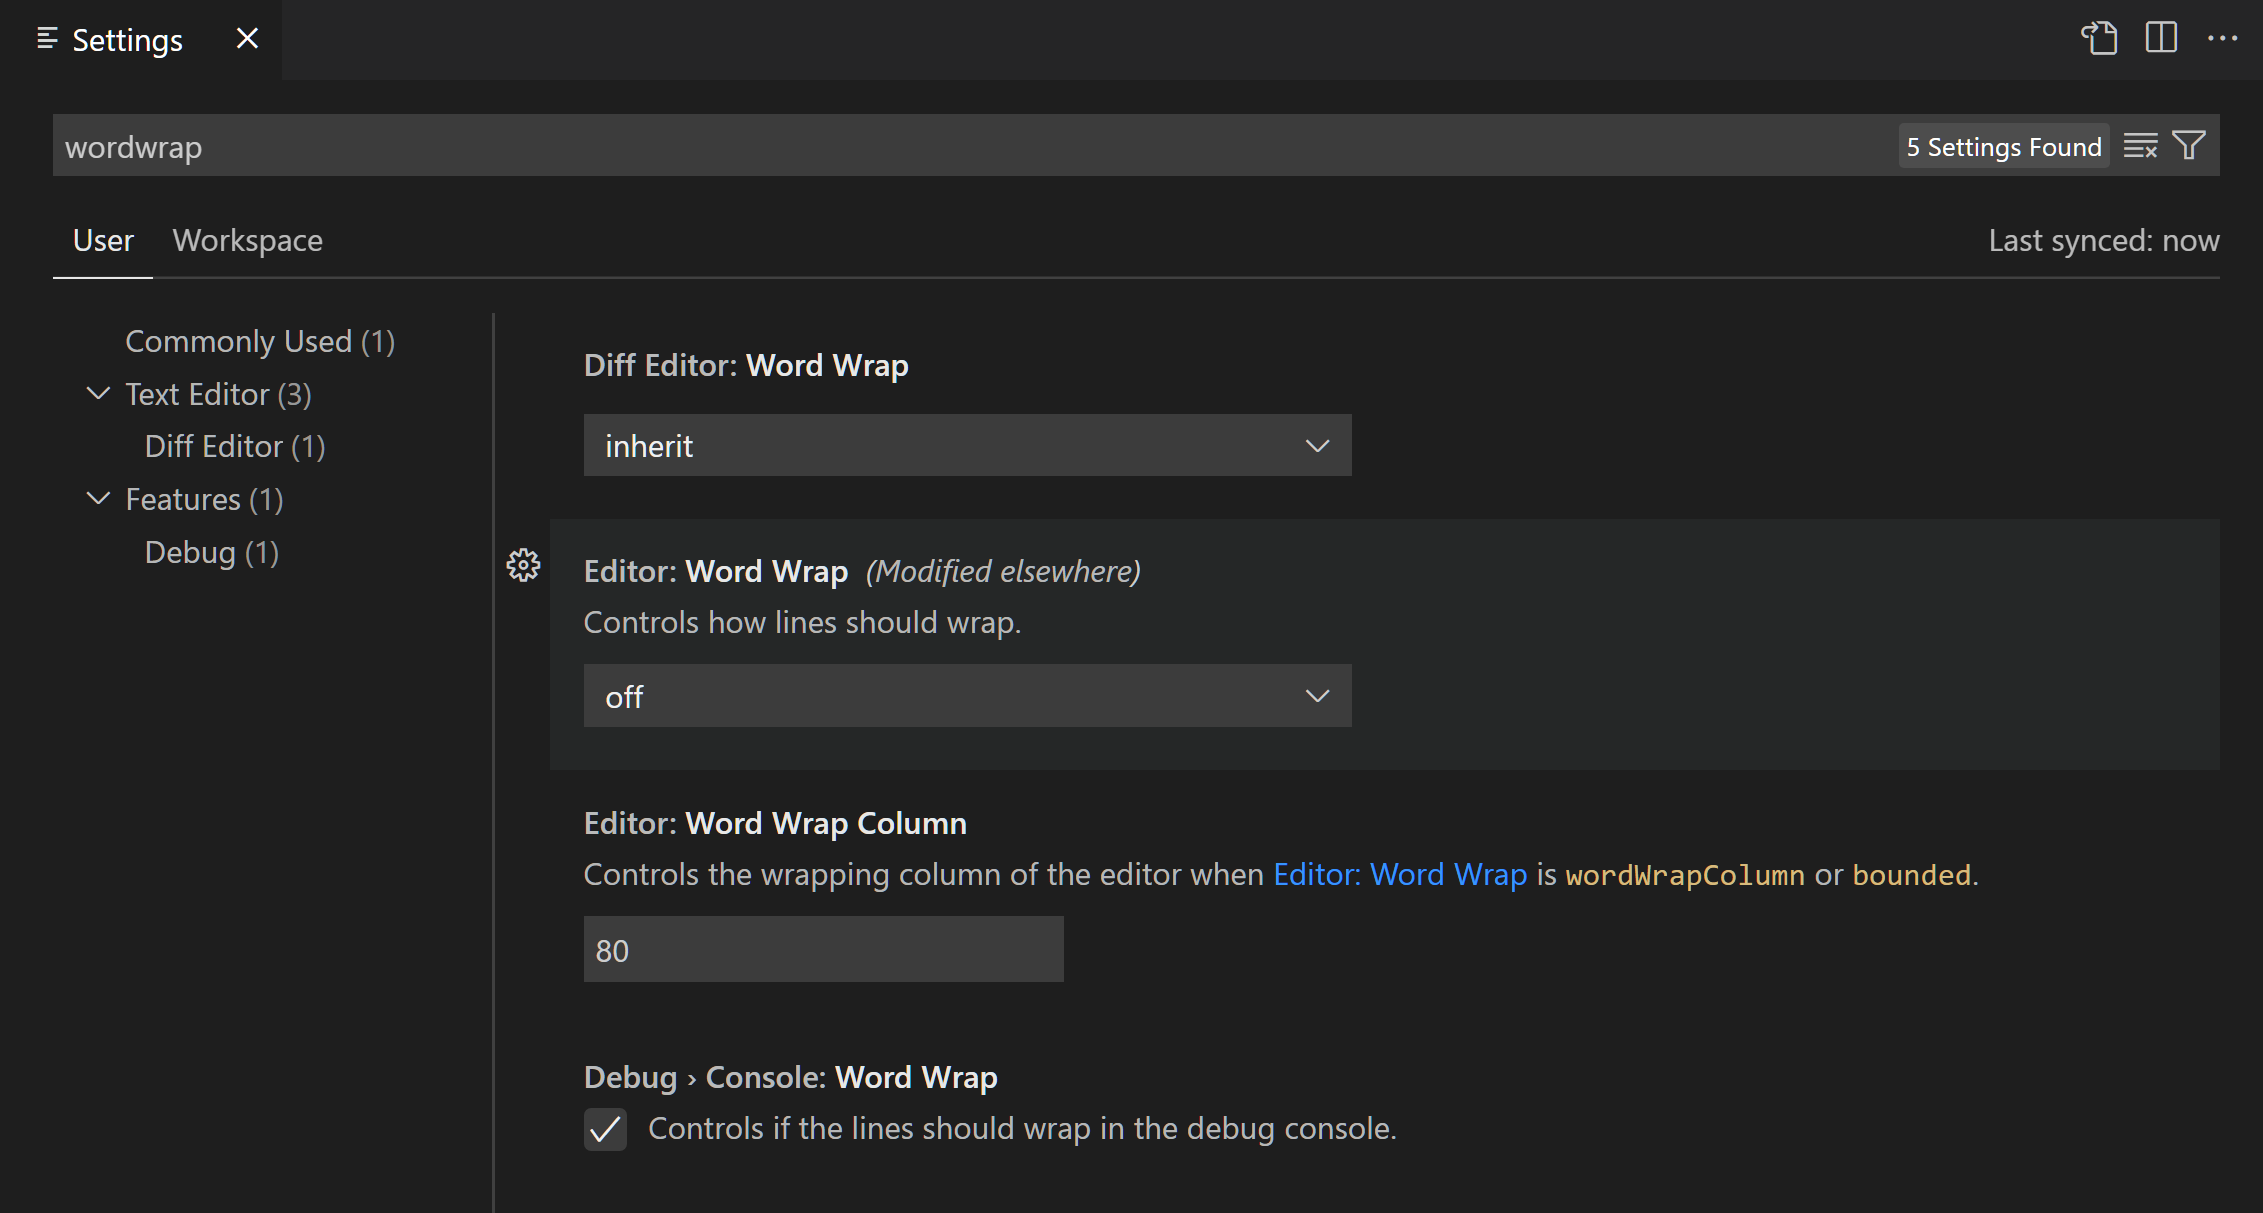 Settings
wordwrap
5 Settings Found
User Workspace Last synced: now
Commonly Used (1)
Text Editor (3)
Diff Editor (1)
Features (1)
Debug (1)
Diff Editor: Word Wrap
inherit
Editor: Word Wrap (Modified elsewhere)
Controls how lines should wrap.
off
Editor: Word Wrap Column
Controls the wrapping column of the editor when Editor: Word Wrap is wordWrapColumn or bounded.
80
Debug › Console: Word Wrap
Controls if the lines should wrap in the debug console.